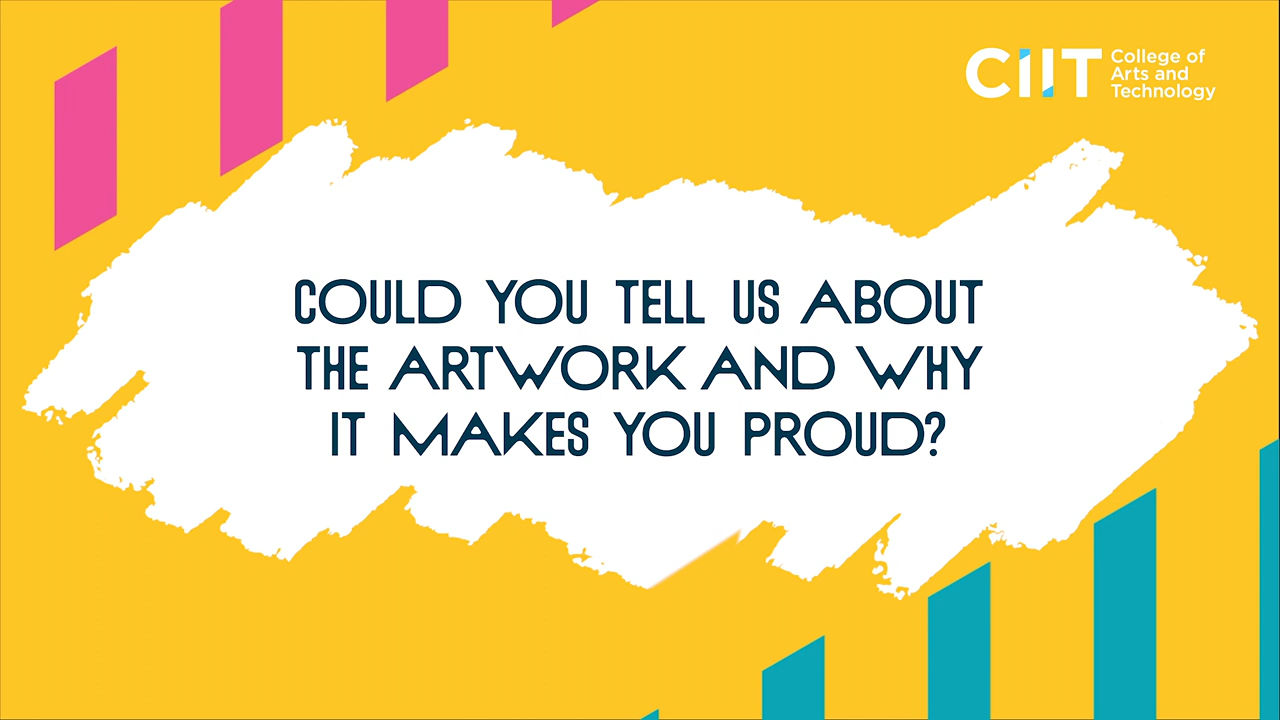 CIIT
College of
Arts and
Technology
COULD YOU TELL US ABOUT
THE ARTWORK AND WHY
IT MAKES YOU PROUD?